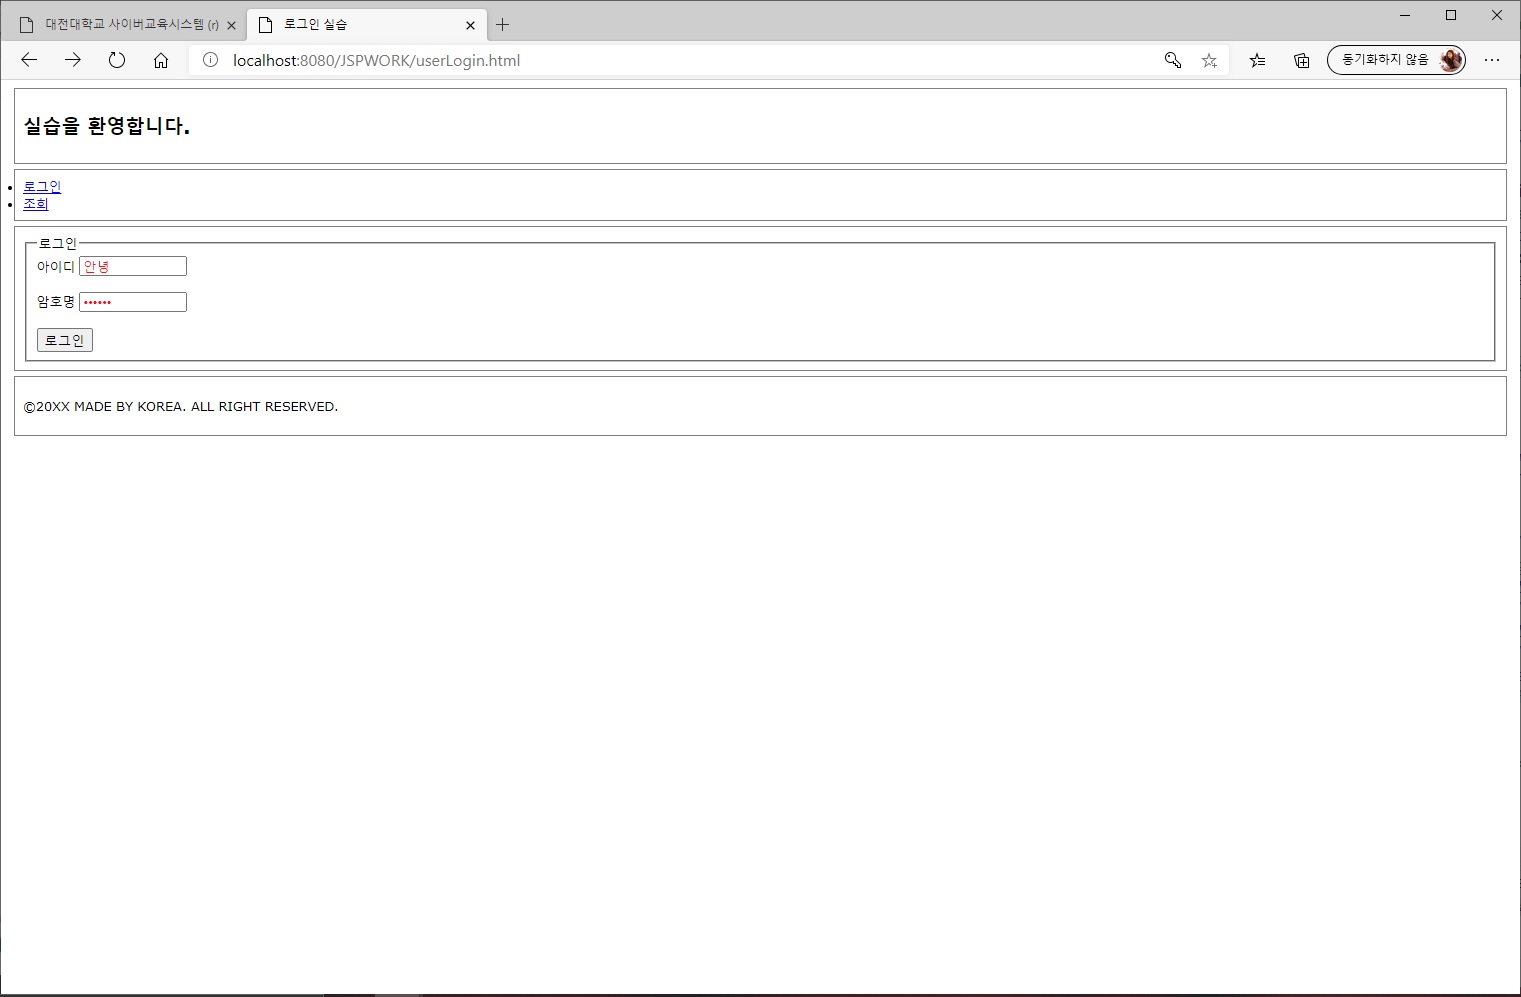 대전대학교 사이버교육시스템 (r)
로그인 실습
localhost:8080/JSPWORK/userLogin.html
동기화하지 않음
실습을 환영합니다.
로그인
조회
로그인
아이디 안녕
암호명 ••••••
로그인
©20XX MADE BY KOREA. ALL RIGHT RESERVED.